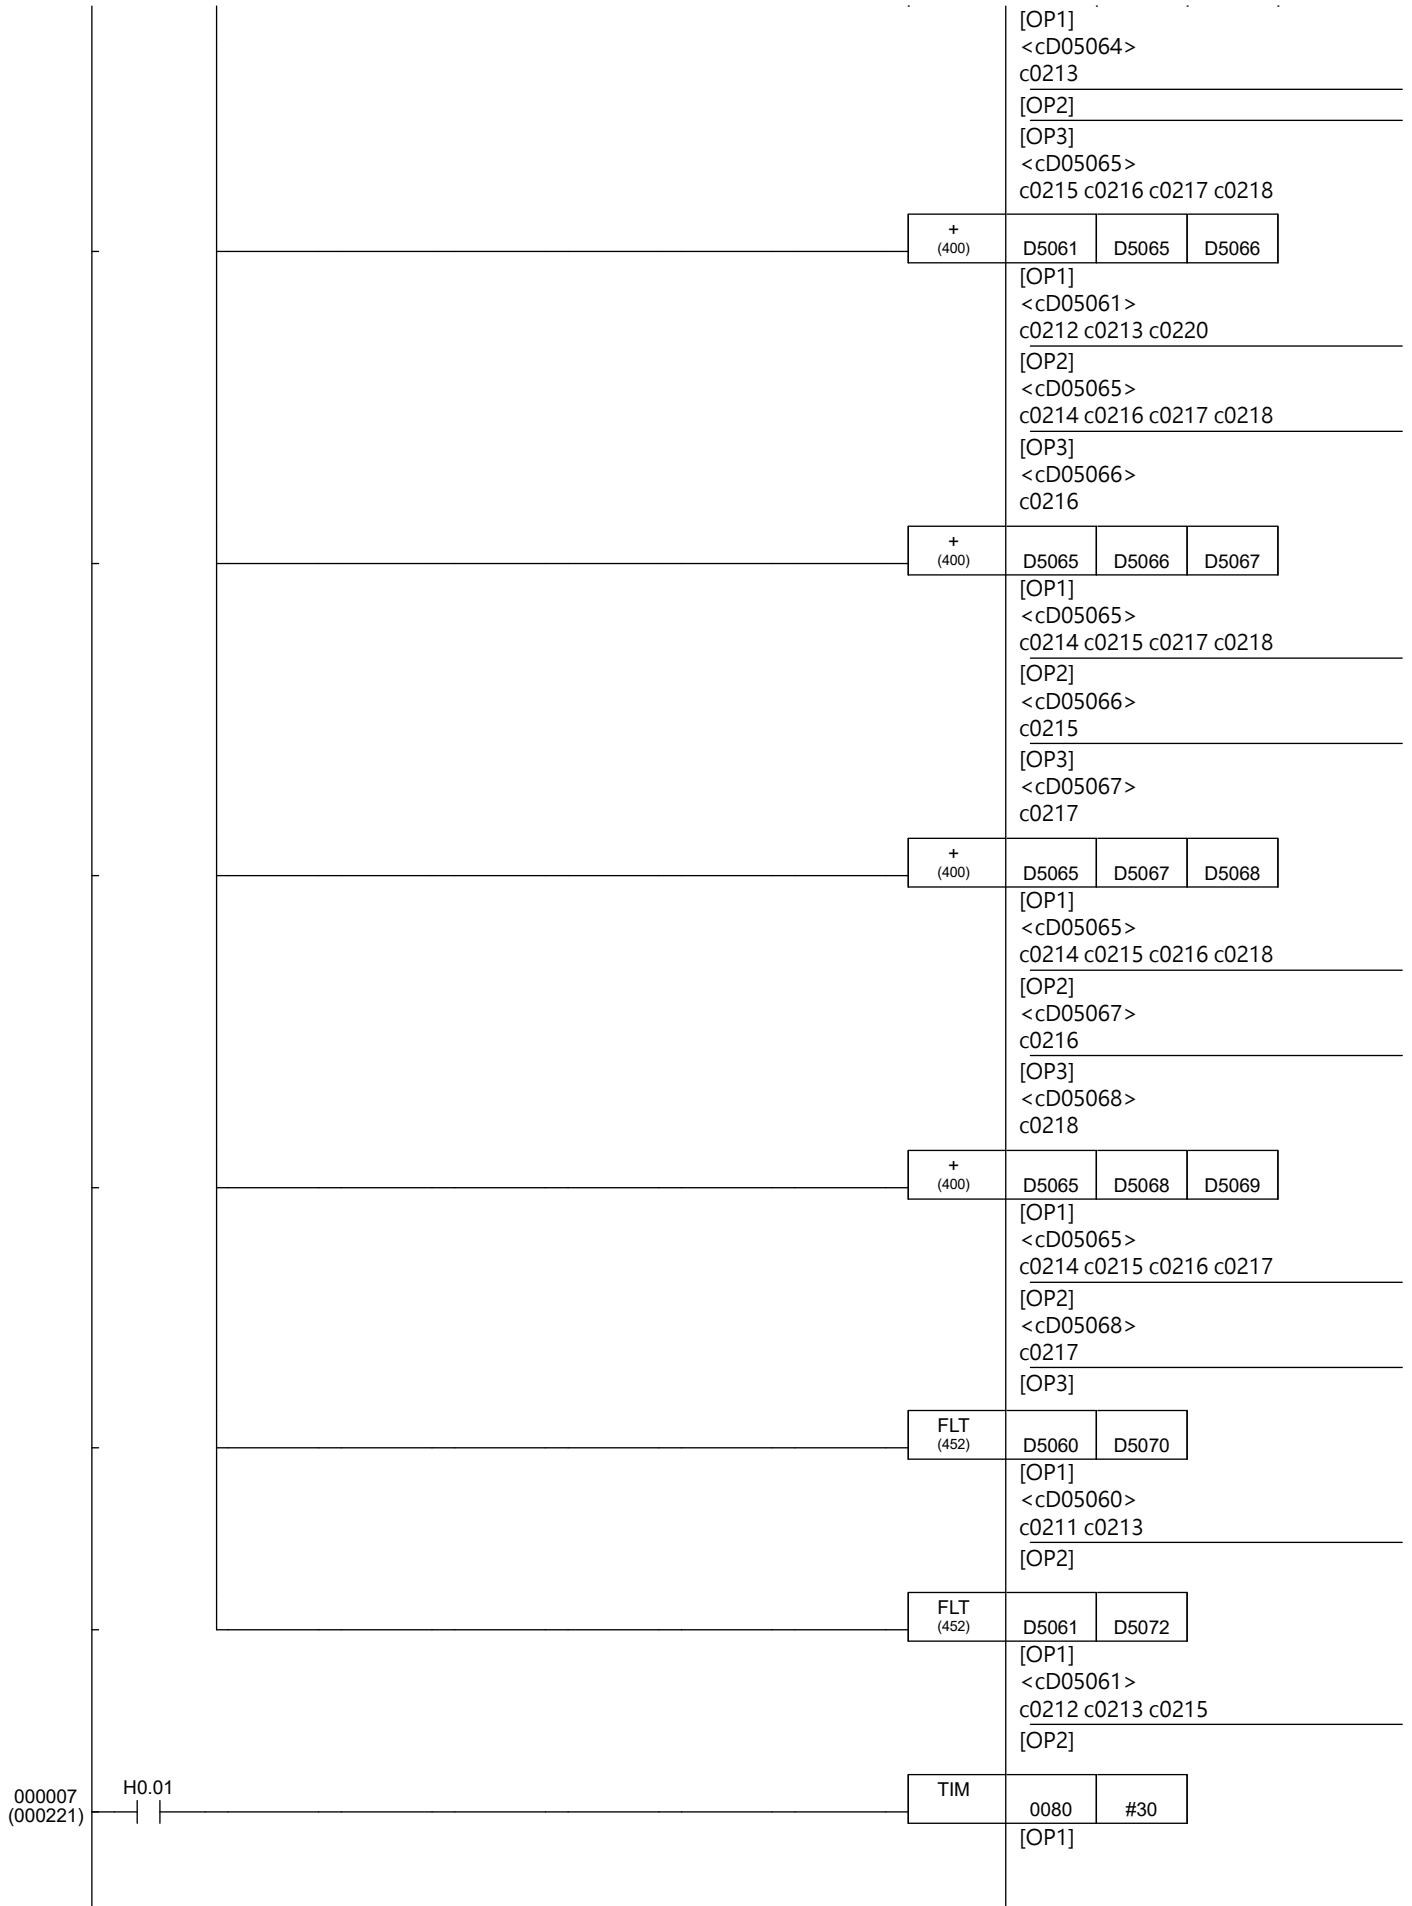 [OP1]
<cD05064>
c0213
[OP2]
[OP3]
<cD05065>
c0215 c0216 c0217 c0218
+
(400) D5061 D5065 D5066
[OP1]
<cD05061>
c0212 c0213 c0220
[OP2]
<cD05065>
c0214 c0216 c0217 c0218
[OP3]
<cD05066>
c0216
+
(400) D5065 D5066 D5067
[OP1]
<cD05065>
c0214 c0215 c0217 c0218
[OP2]
<cD05066>
c0215
[OP3]
<cD05067>
c0217
+
(400) D5065 D5067 D5068
[OP1]
<cD05065>
c0214 c0215 c0216 c0218
[OP2]
<cD05067>
c0216
[OP3]
<cD05068>
c0218
+
(400) D5065 D5068 D5069
[OP1]
<cD05065>
c0214 c0215 c0216 c0217
[OP2]
<cD05068>
c0217
[OP3]
FLT
(452) D5060 D5070
[OP1]
<cD05060>
c0211 c0213
[OP2]
FLT
(452) D5061 D5072
[OP1]
<cD05061>
c0212 c0213 c0215
[OP2]
000007 H0.01 TIM
(000221) 0080 #30
[OP1]